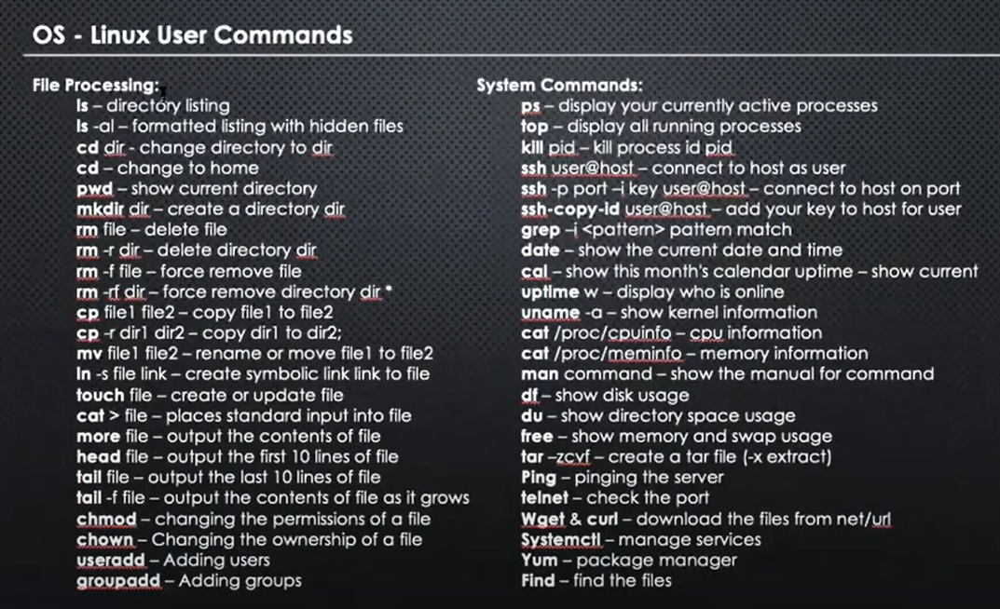 OS - Linux User Commands
File Processing:
ls – directory listing
ls -al – formatted listing with hidden files
cd dir - change directory to dir
cd – change to home
pwd – show current directory
mkdir dir – create a directory dir
rm file – delete file
rm -r dir – delete directory dir
rm -f file – force remove file
rm -rf dir – force remove directory dir *
cp file1 file2 – copy file1 to file2
cp -r dir1 dir2 – copy dir1 to dir2;
mv file1 file2 – rename or move file1 to file2
ln -s file link – create symbolic link link to file
touch file – create or update file
cat > file – places standard input into file
more file – output the contents of file
head file – output the first 10 lines of file
tail file – output the last 10 lines of file
tail -f file – output the contents of file as it grows
chmod – changing the permissions of a file
chown – Changing the ownership of a file
useradd – Adding users
groupadd – Adding groups
System Commands:
ps – display your currently active processes
top – display all running processes
kill pid – kill process id pid
ssh user@host – connect to host as user
ssh -p port –i key user@host – connect to host on port
ssh-copy-id user@host – add your key to host for user
grep –i <pattern> pattern match
date – show the current date and time
cal – show this month's calendar uptime – show current
uptime w – display who is online
uname -a – show kernel information
cat /proc/cpuinfo – cpu information
cat /proc/meminfo – memory information
man command – show the manual for command
df – show disk usage
du – show directory space usage
free – show memory and swap usage
tar –zcvf – create a tar file (-x extract)
Ping – pinging the server
telnet – check the port
Wget & curl – download the files from net/url
Systemctl – manage services
Yum – package manager
Find – find the files